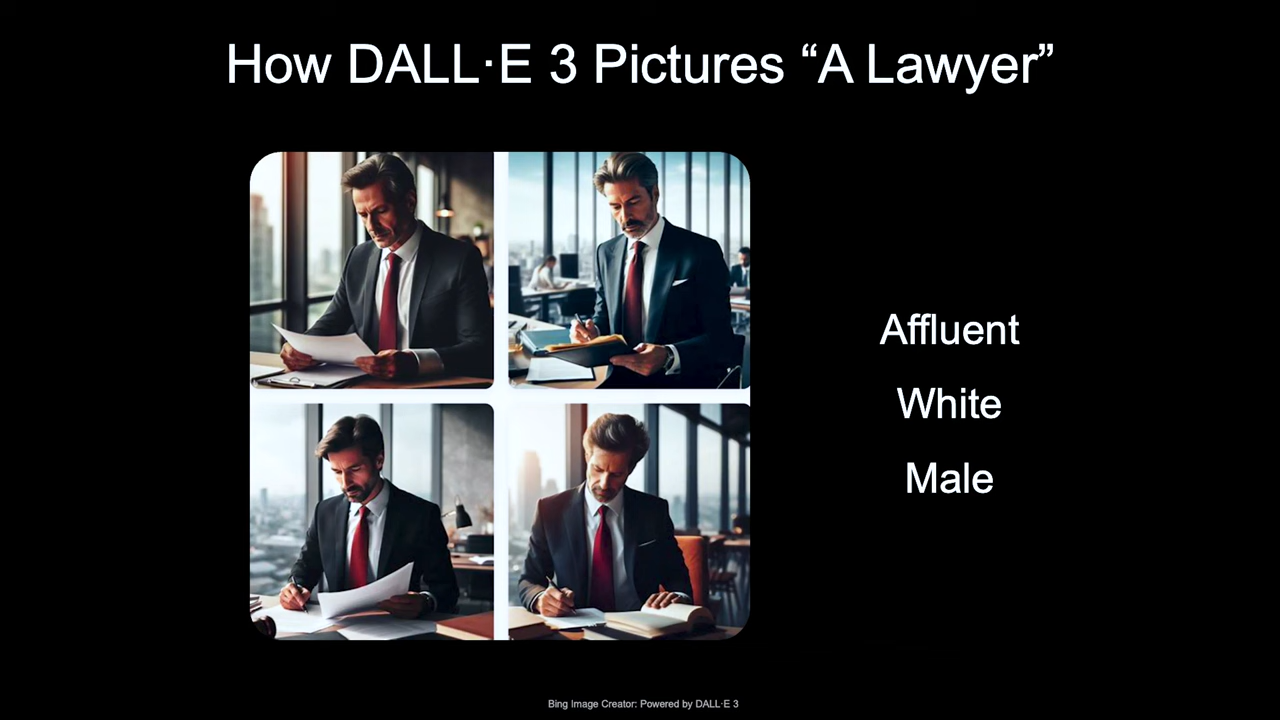 How DALL·E 3 Pictures “A Lawyer”
Affluent
White
Male
Bing Image Creator: Powered by DALL·E 3